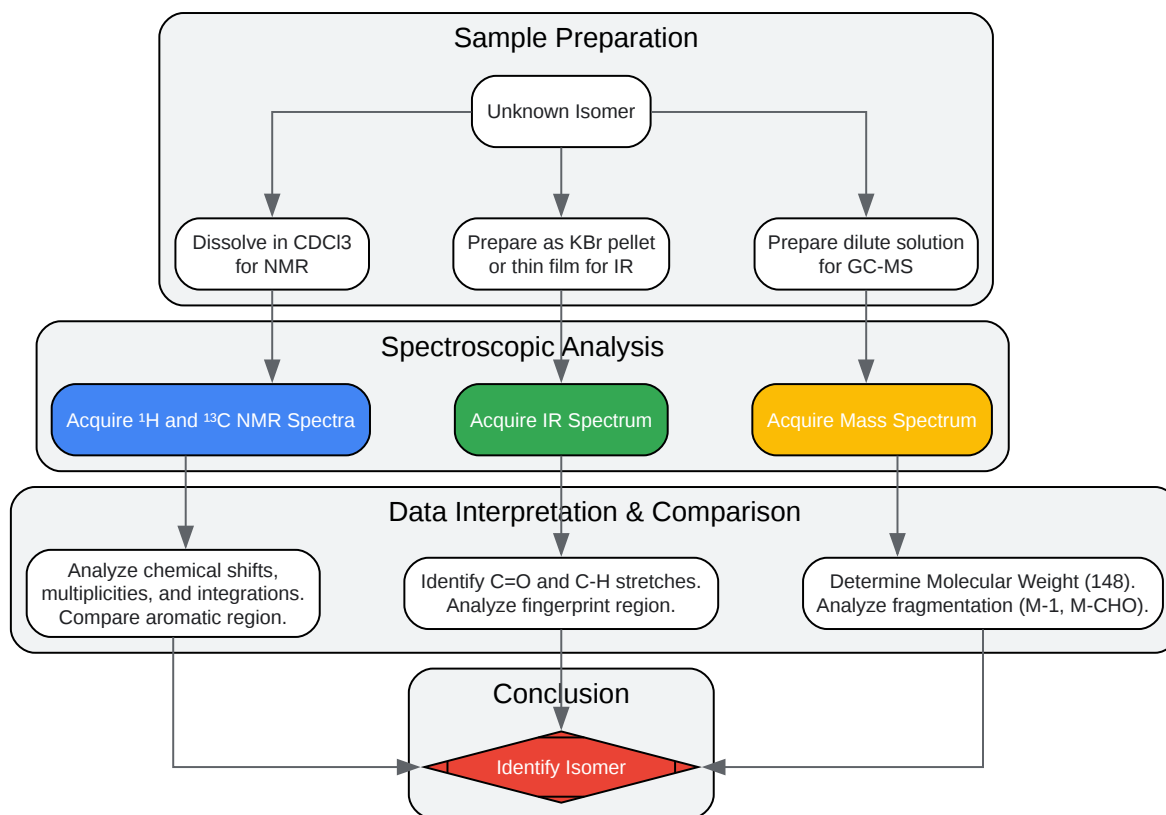 Sample Preparation
Unknown Isomer
Dissolve in CDCl3
for NMR
Prepare as KBr pellet
or thin film for IR
Prepare dilute solution
for GC-MS
Spectroscopic Analysis
Acquire ¹H and ¹³C NMR Spectra
Acquire IR Spectrum
Acquire Mass Spectrum
Data Interpretation & Comparison
Analyze chemical shifts,
multiplicities, and integrations.
Compare aromatic region.
Identify C=O and C-H stretches.
Analyze fingerprint region.
Determine Molecular Weight (148).
Analyze fragmentation (M-1, M-CHO).
Conclusion
Identify Isomer